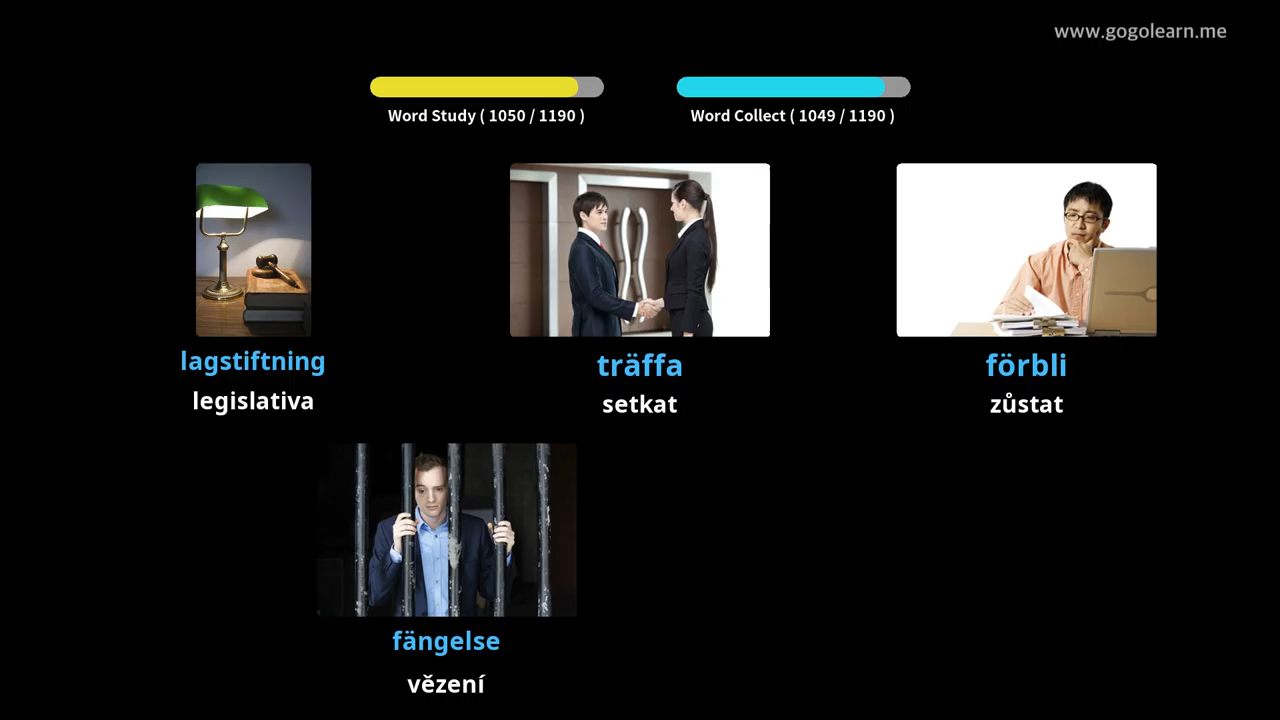 www.gogolearn.me
Word Study ( 1050 / 1190 )
Word Collect ( 1049 / 1190 )
lagstiftning
legislativa
träffa
setkat
förbli
zůstat
fängelse
vězení